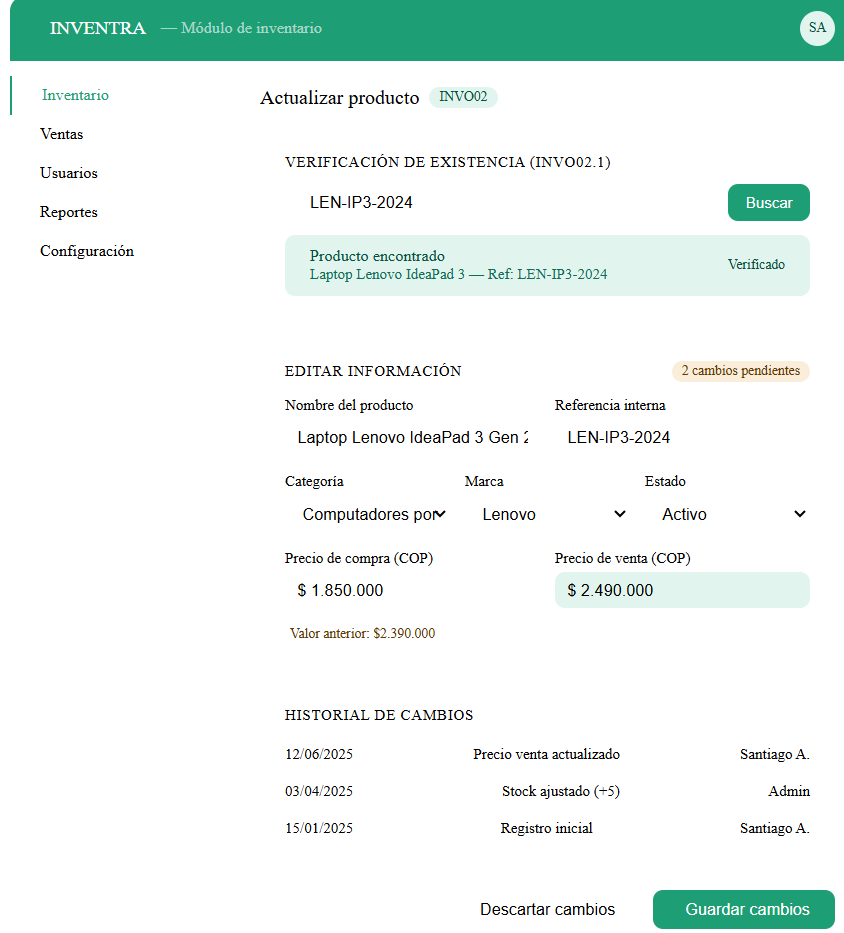 INVENTRA — Módulo de inventario SA
Inventario
Ventas
Usuarios
Reportes
Configuración
Actualizar producto INVO02
VERIFICACIÓN DE EXISTENCIA (INVO02.1)
LEN-IP3-2024 Buscar
Producto encontrado
Laptop Lenovo IdeaPad 3 — Ref: LEN-IP3-2024
Verificado
EDITAR INFORMACIÓN 2 cambios pendientes
Nombre del producto Referencia interna
Laptop Lenovo IdeaPad 3 Gen LEN-IP3-2024
Categoría Marca Estado
Computadores por Lenovo Activo
Precio de compra (COP) Precio de venta (COP)
$ 1.850.000 $ 2.490.000
Valor anterior: $2.390.000
HISTORIAL DE CAMBIOS
12/06/2025 Precio venta actualizado Santiago A.
03/04/2025 Stock ajustado (+5) Admin
15/01/2025 Registro inicial Santiago A.
Descartar cambios Guardar cambios